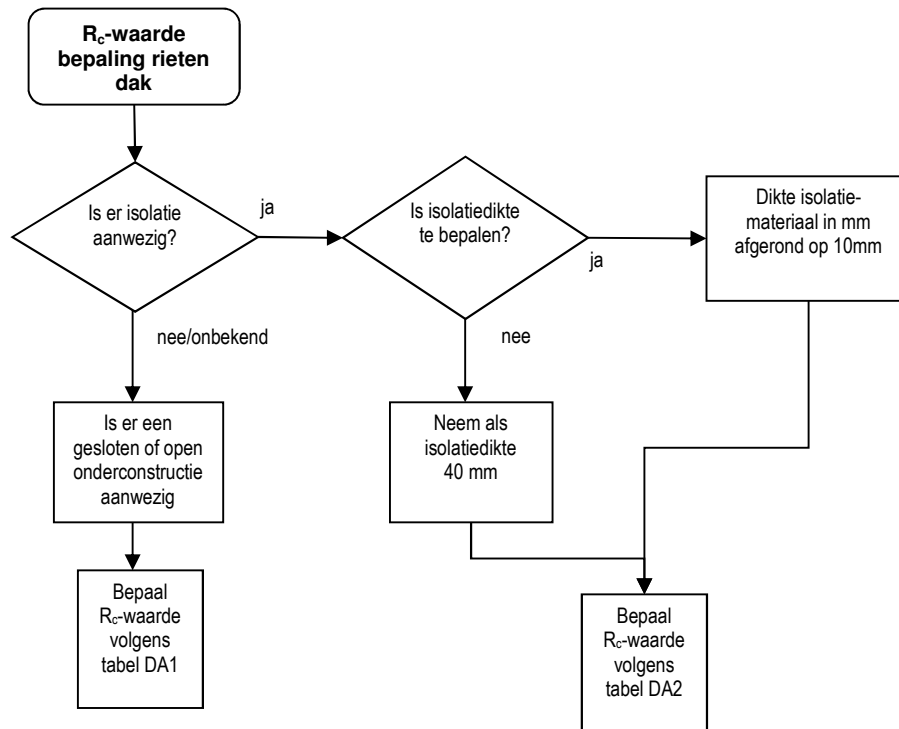 Rc-waarde
bepaling rieten
dak
Is er isolatie
aanwezig?
ja
Is isolatiedikte
te bepalen?
ja
Dikte isolatie-
materiaal in mm
afgerond op 10mm
nee/onbekend
nee
Is er een
gesloten of open
onderconstructie
aanwezig
Neem als
isolatiedikte
40 mm
Bepaal
Rc-waarde
volgens
tabel DA1
Bepaal
Rc-waarde
volgens
tabel DA2